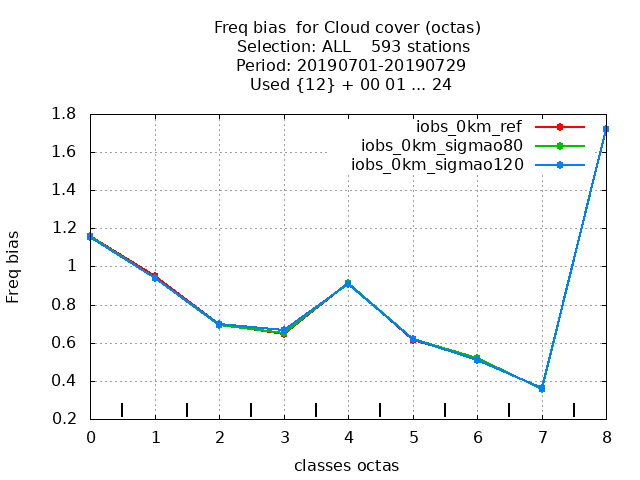 Freq bias  for Cloud cover (octas)
Selection: ALL    593 stations
Period: 20190701-20190729
Used {12} + 00 01 ... 24
1.8
1.6
1.4
1.2
1
0.8
0.6
0.4
0.2
Freq bias
iobs_0km_ref
iobs_0km_sigmao80
iobs_0km_sigmao120
0 1 2 3 4 5 6 7 8
classes octas